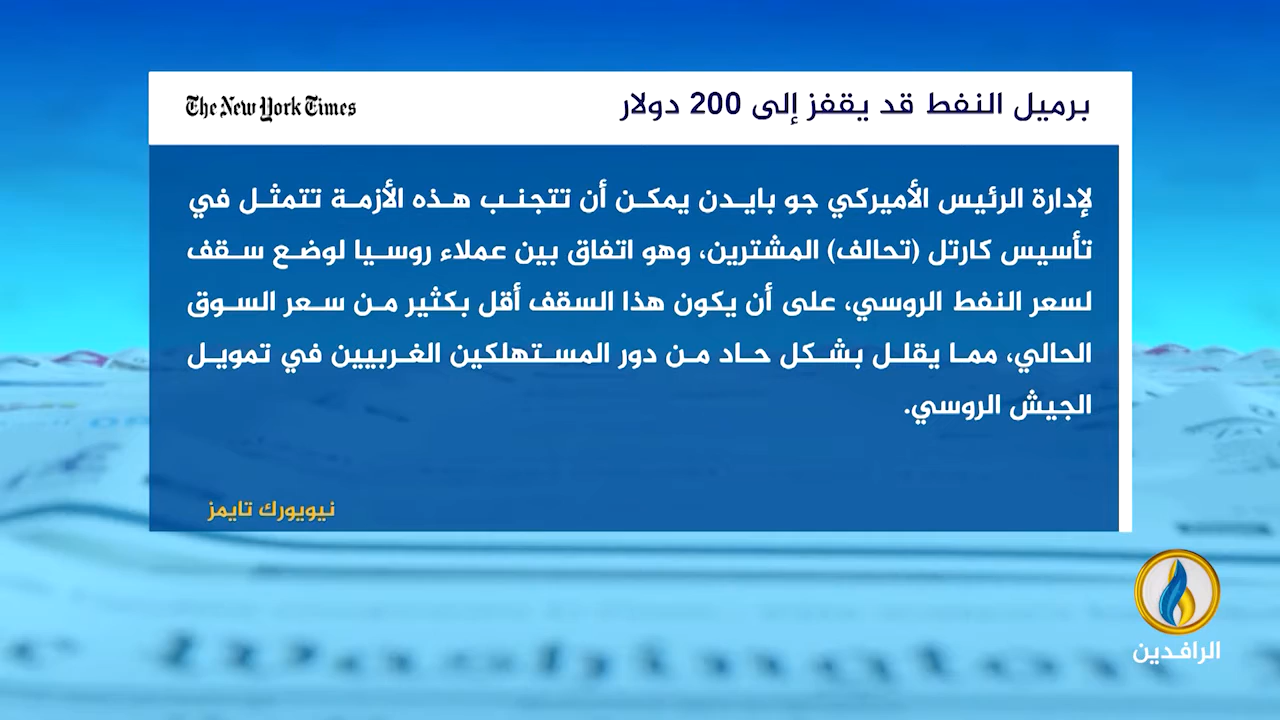 برميل النفط قد يقفز إلى 200 دولار
The New York Times
لإدارة الرئيس الأميركي جو بايدن يمكن أن تتجنب هذه الأزمة تتمثل في
تأسيس كارتل (تحالف) المشترين، وهو اتفاق بين عملاء روسيا لوضع سقف
لسعر النفط الروسي، على أن يكون هذا السقف أقل بكثير من سعر السوق
الحالي، مما يقلل بشكل حاد من دور المستهلكين الغربيين في تمويل
الجيش الروسي.
نيويورك تايمز
الرافدين